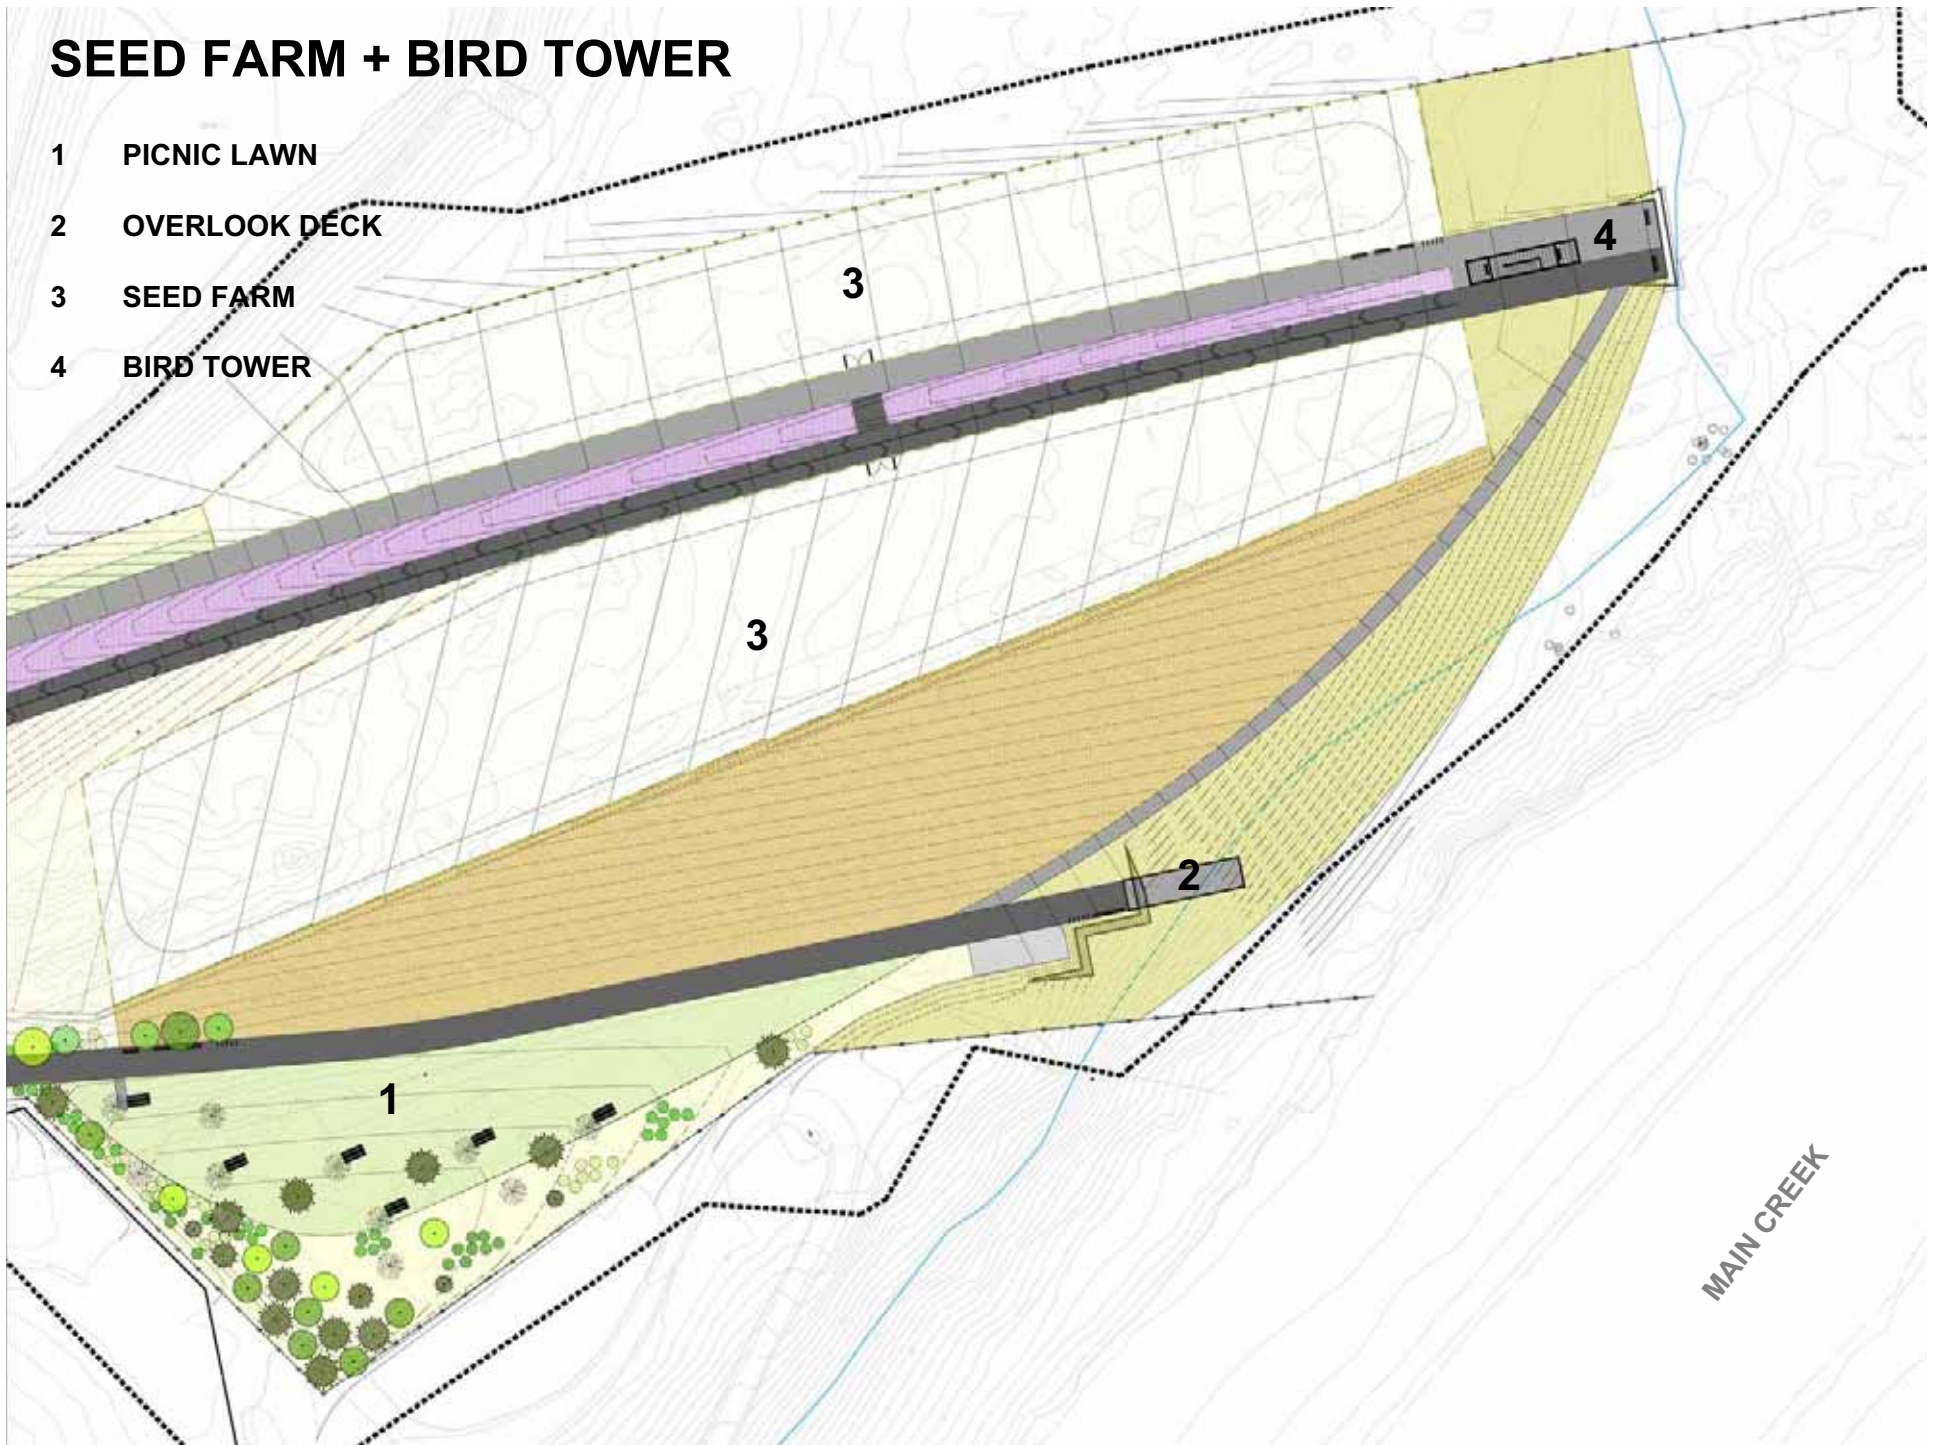 SEED FARM + BIRD TOWER
1 PICNIC LAWN
2 OVERLOOK DECK
3 SEED FARM
4 BIRD TOWER
4
3
3
2
1
MAIN CREEK